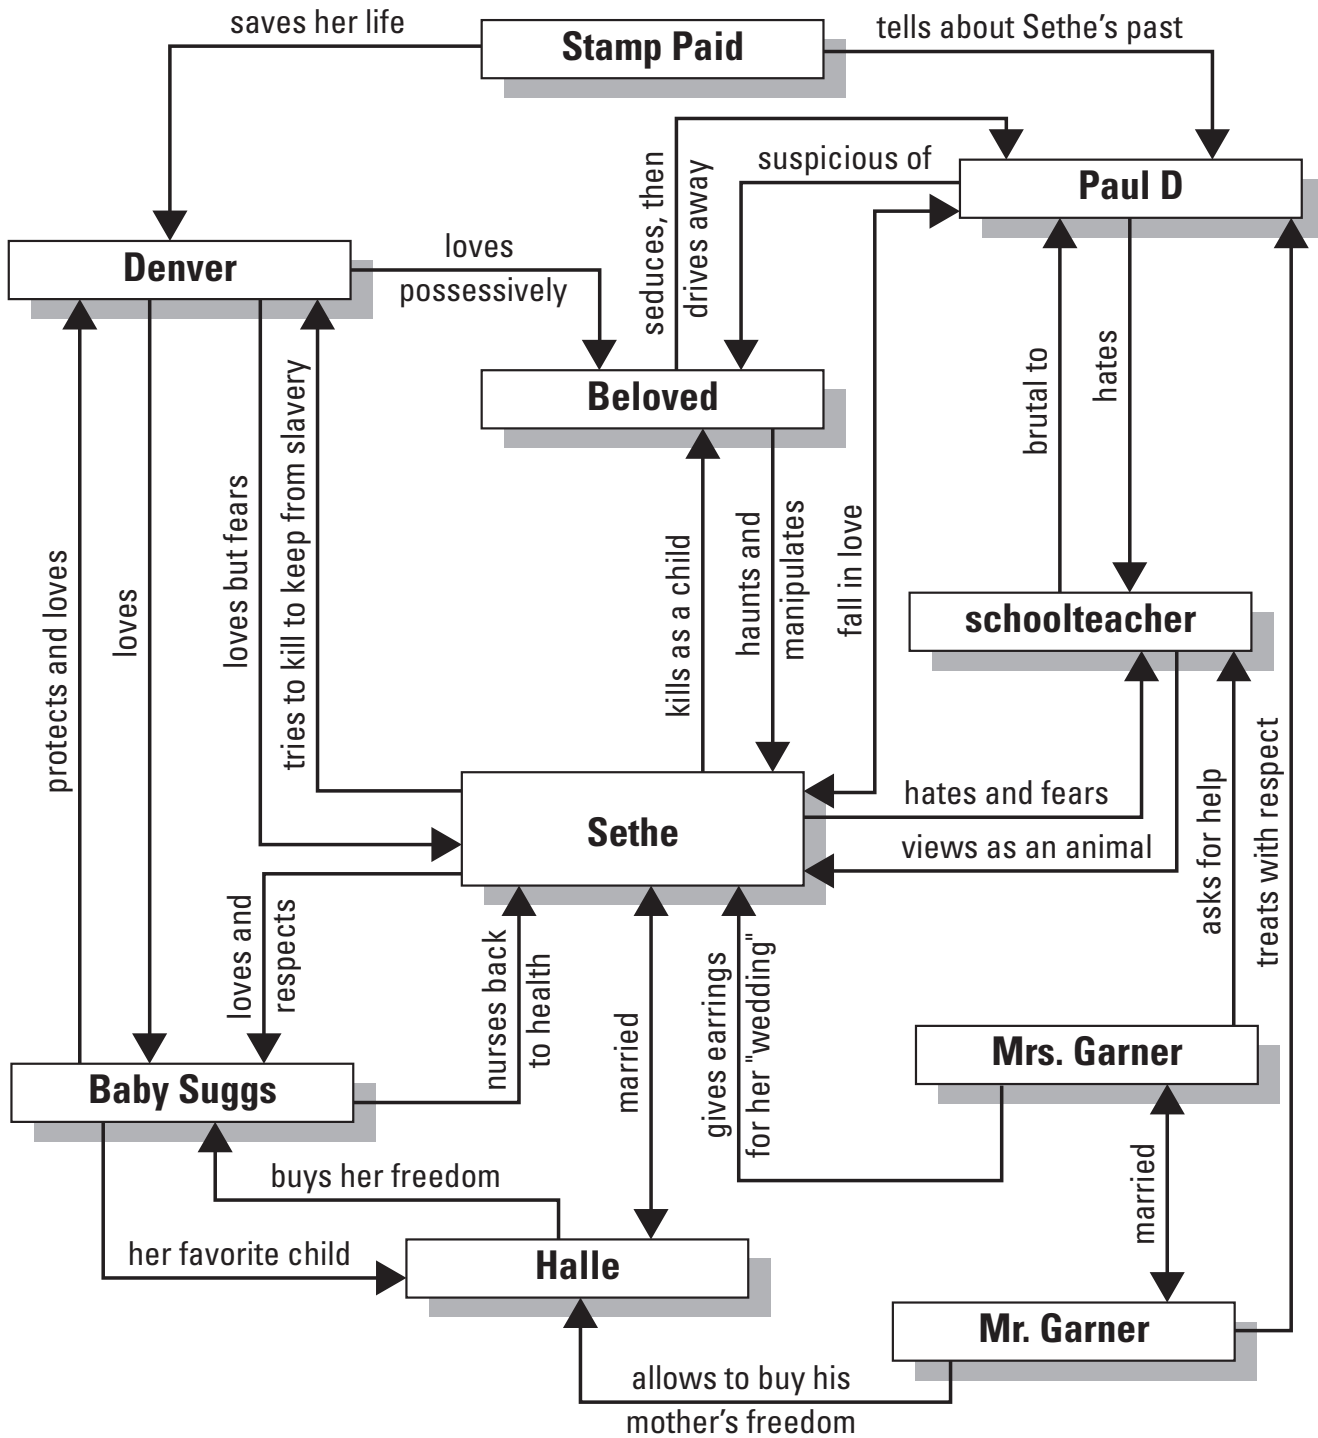 saves her life
Stamp Paid
tells about Sethe's past
seduces, then
drives away
suspicious of
Paul D
Denver
loves
possessively
Beloved
brutal to
hates
protects and loves
loves
loves but fears
tries to kill to keep from slavery
kills as a child
haunts and
manipulates
fall in love
schoolteacher
Sethe
hates and fears
views as an animal
asks for help
treats with respect
loves and
respects
nurses back
to health
married
gives earrings
for her "wedding"
Mrs. Garner
Baby Suggs
buys her freedom
her favorite child
Halle
married
Mr. Garner
allows to buy his
mother's freedom